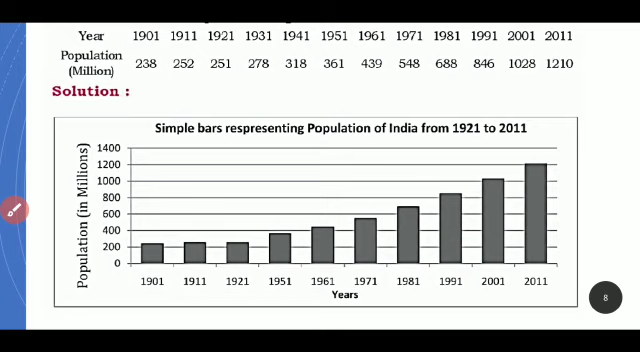 Year 1901 1911 1921 1931 1941 1951 1961 1971 1981 1991 2001 2011
Population
(Million) 238 252 251 278 318 361 439 548 688 846 1028 1210
Solution :
Simple bars respresenting Population of India from 1921 to 2011
Population (in Millions)
1400
1200
1000
800
600
400
200
0
1901 1911 1921 1951 1961 1971 1981 1991 2001 2011
Years
8